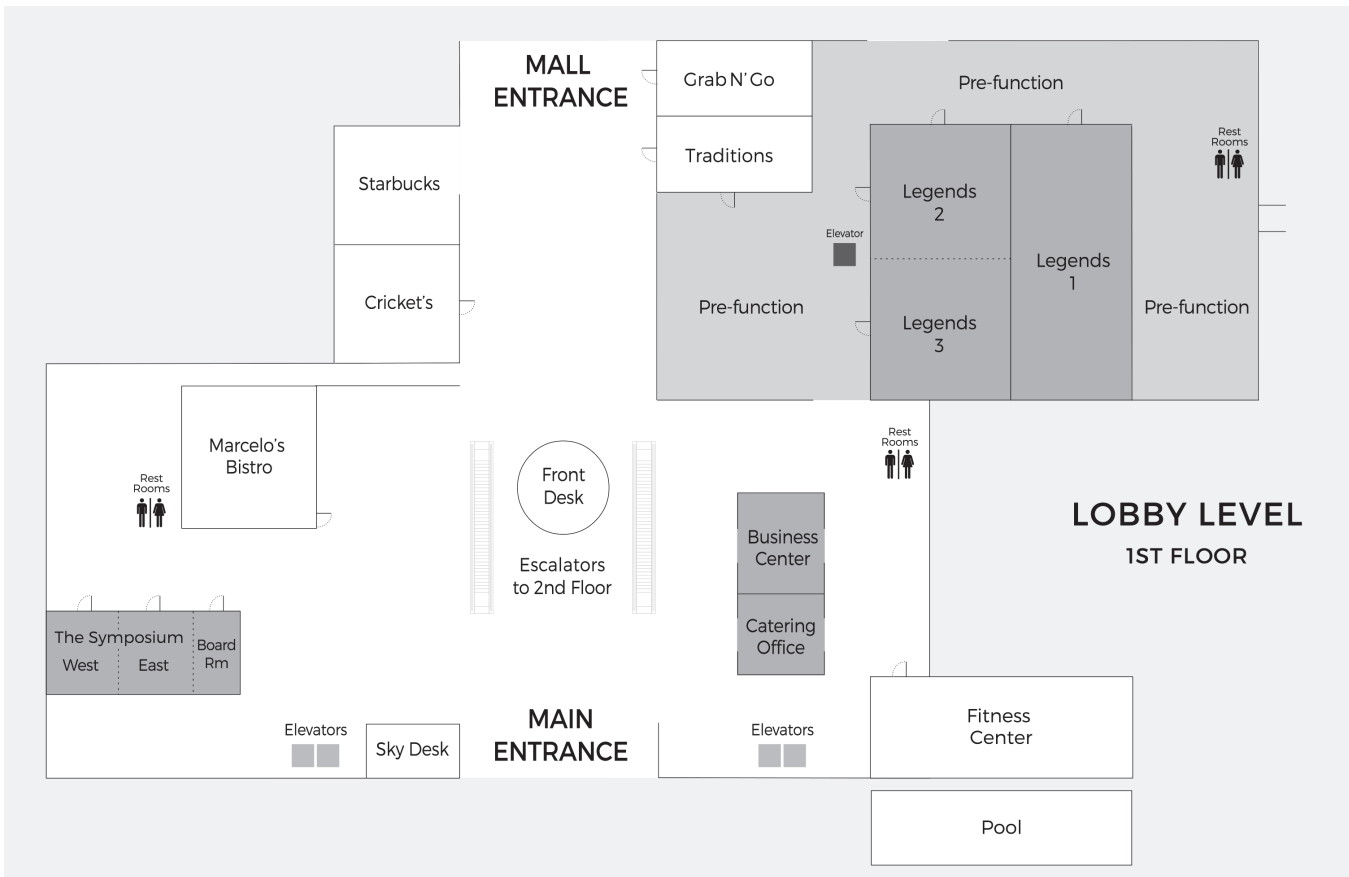 MALL
ENTRANCE
Grab N' Go
Pre-function
Traditions
Rest
Rooms
Starbucks
Legends
2
Elevator
Legends
1
Cricket's
Pre-function
Legends
3
Pre-function
Marcelo's
Bistro
Rest
Rooms
Front
Desk
Rest
Rooms
LOBBY LEVEL
1ST FLOOR
Business
Center
Escalators
to 2nd Floor
Catering
Office
The Symposium
West
East
Board
Rm
MAIN
ENTRANCE
Elevators
Sky Desk
Elevators
Fitness
Center
Pool